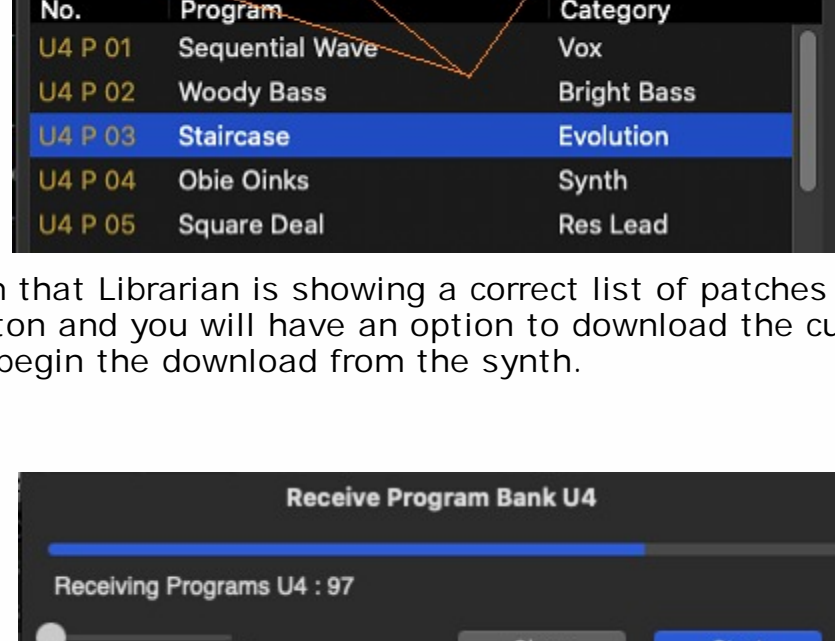 No. Program Category
U4 P 01 Sequential Wave Vox
U4 P 02 Woody Bass Bright Bass
U4 P 03 Staircase Evolution
U4 P 04 Obie Oinks Synth
U4 P 05 Square Deal Res Lead
that Librarian is showing a correct list of patches
and you will have an option to download the
begin the download from the synth.
Receive Program Bank U4
Receiving Programs U4 : 97